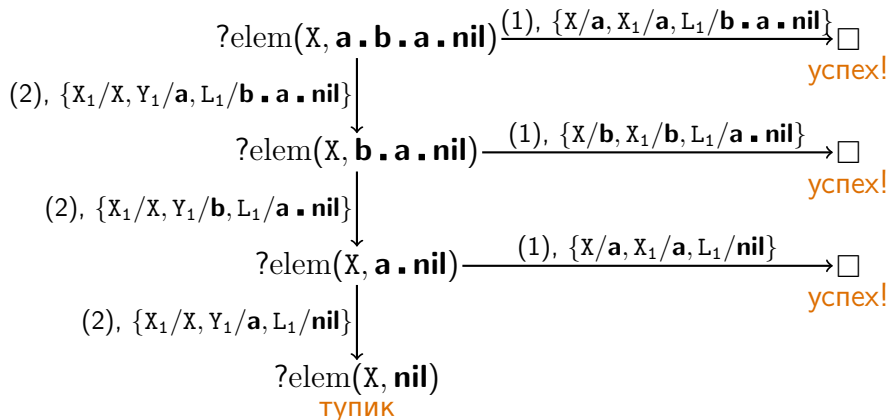 ?elem(X, a.b.a.nil) (1), {X/a, X₁/a, L₁/b.a.nil} □
успех!
(2), {X₁/X, Y₁/a, L₁/b.a.nil}
?elem(X, b.a.nil) (1), {X/b, X₁/b, L₁/a.nil} □
успех!
(2), {X₁/X, Y₁/b, L₁/a.nil}
?elem(X, a.nil) (1), {X/a, X₁/a, L₁/nil} □
успех!
(2), {X₁/X, Y₁/a, L₁/nil}
?elem(X, nil)
тупик